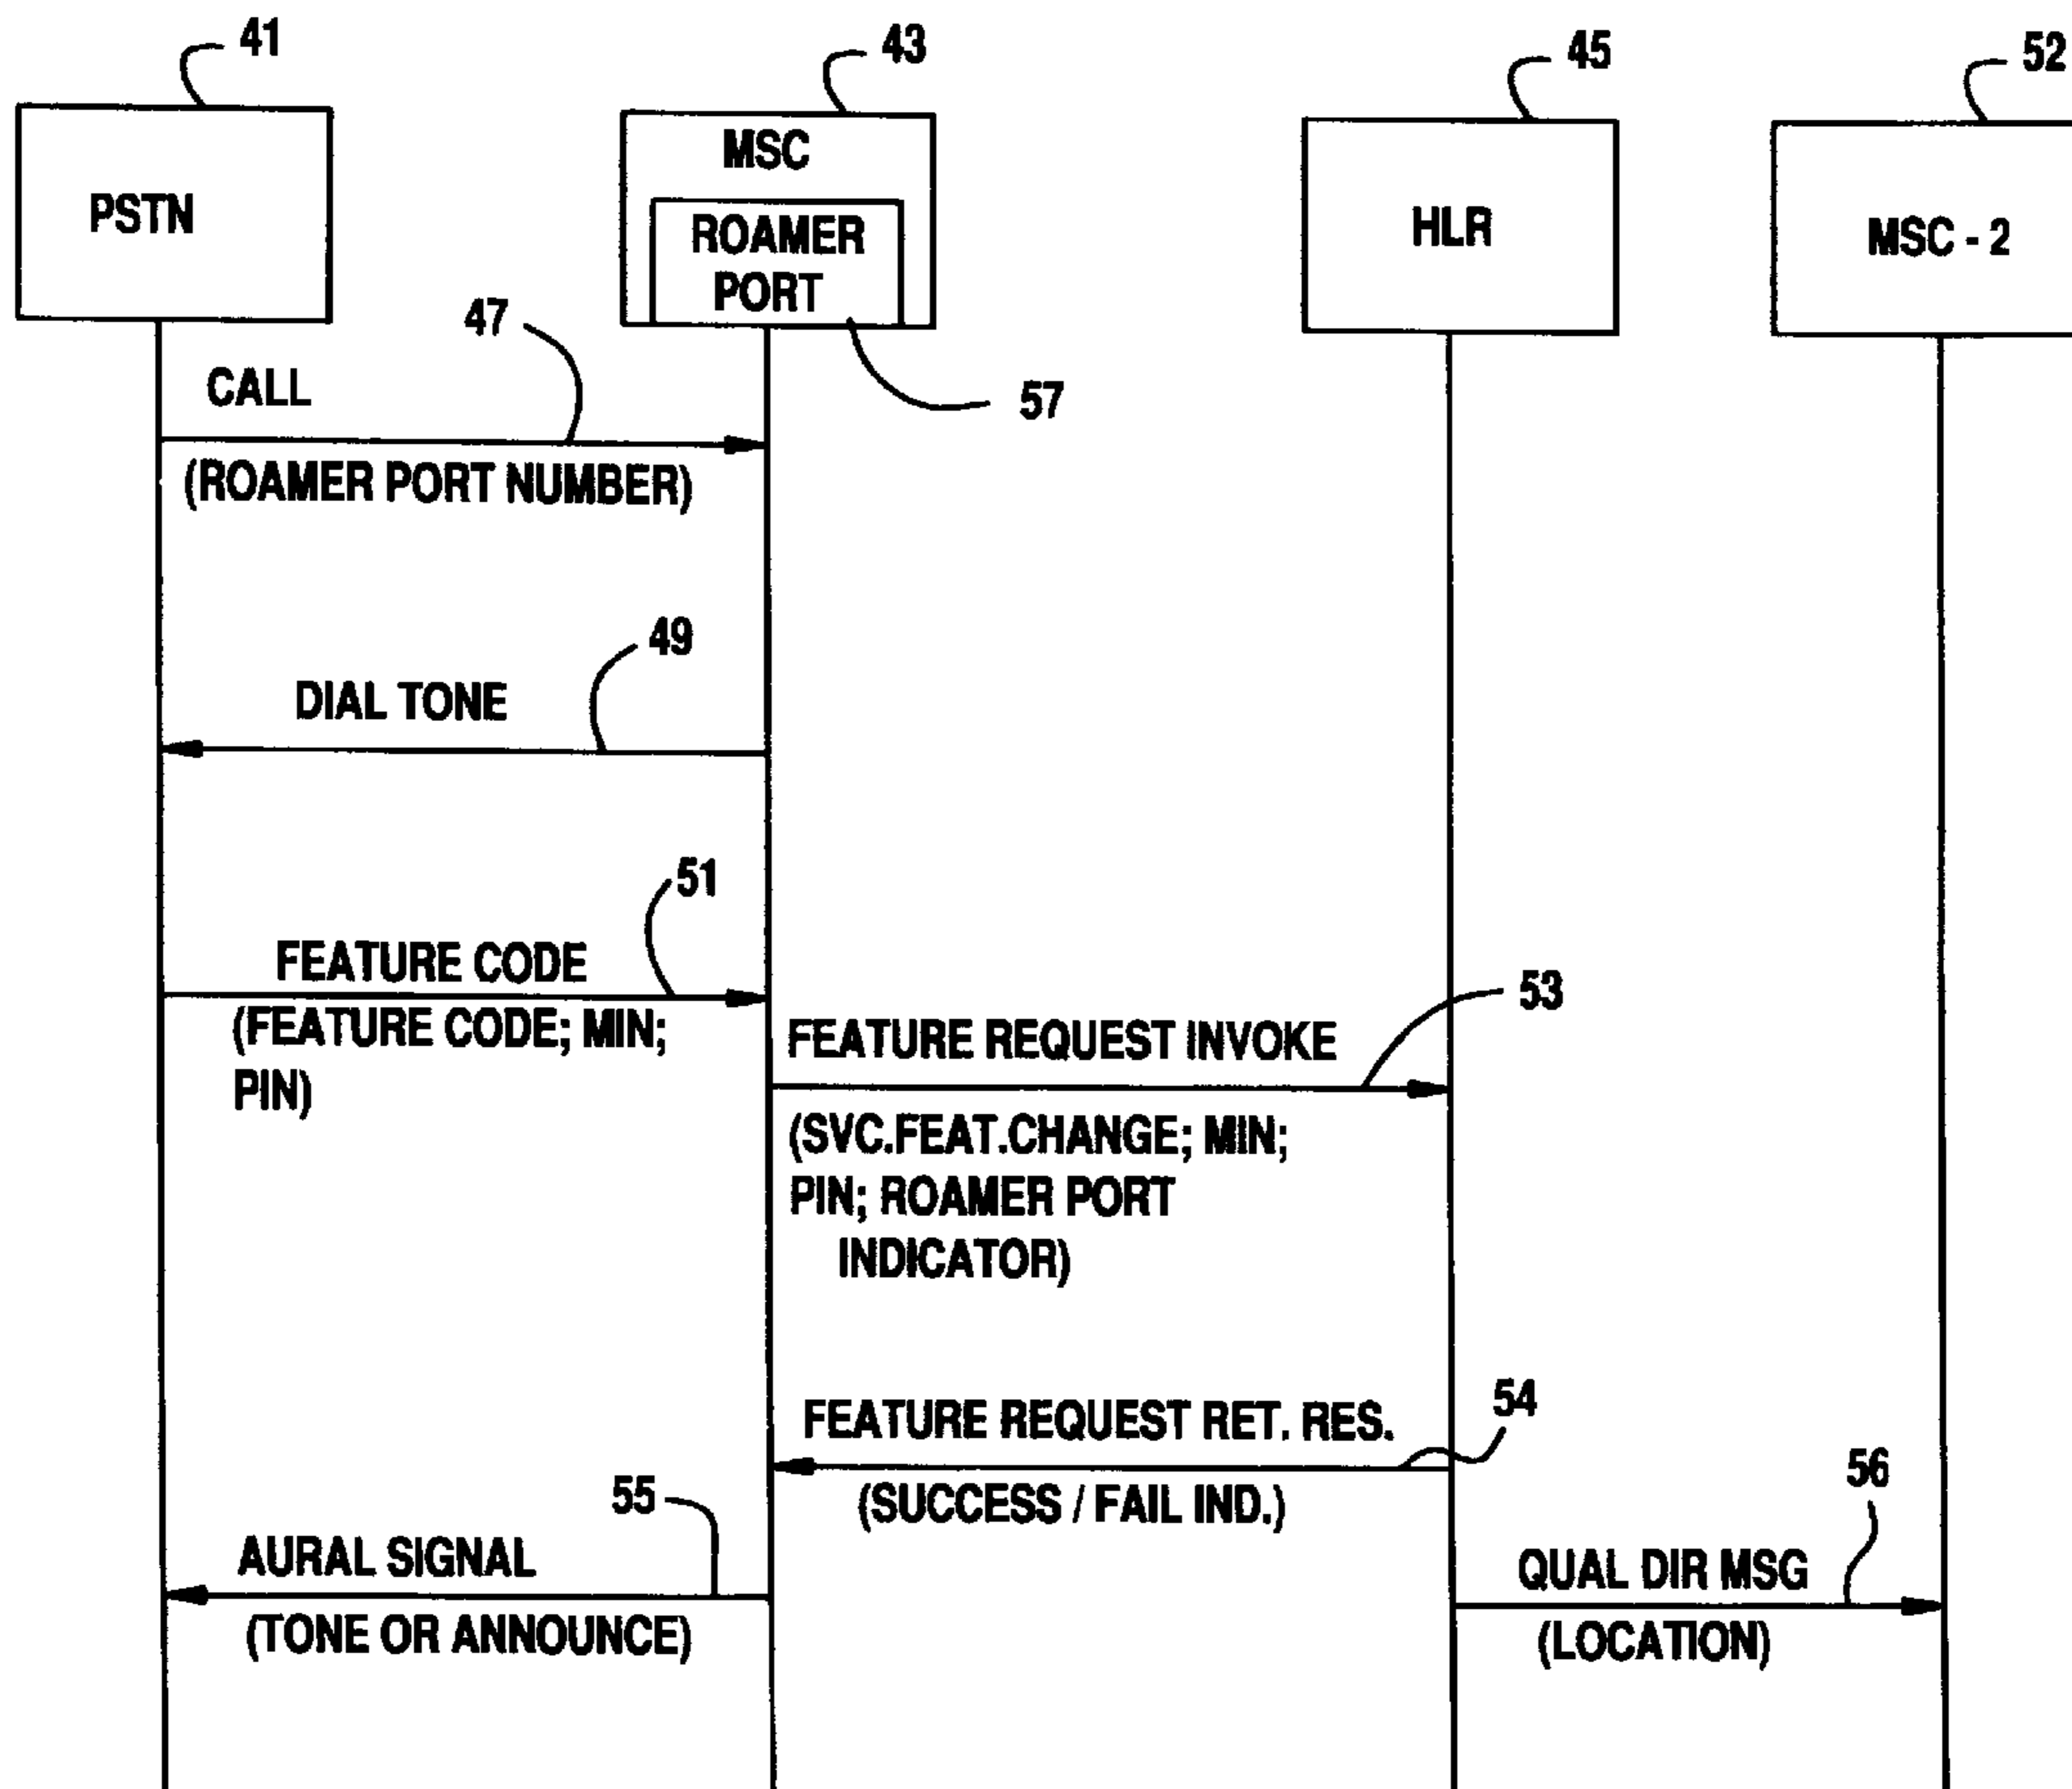 41
43
45
52
PSTN
MSC
ROAMER
PORT
HLR
MSC - 2
47
57
CALL
(ROAMER PORT NUMBER)
49
DIAL TONE
51
FEATURE CODE
(FEATURE CODE; MIN;
PIN)
53
FEATURE REQUEST INVOKE
(SVC.FEAT.CHANGE; MIN;
PIN; ROAMER PORT
INDICATOR)
54
FEATURE REQUEST RET. RES.
(SUCCESS / FAIL IND.)
55
AURAL SIGNAL
(TONE OR ANNOUNCE)
56
QUAL DIR MSG
(LOCATION)